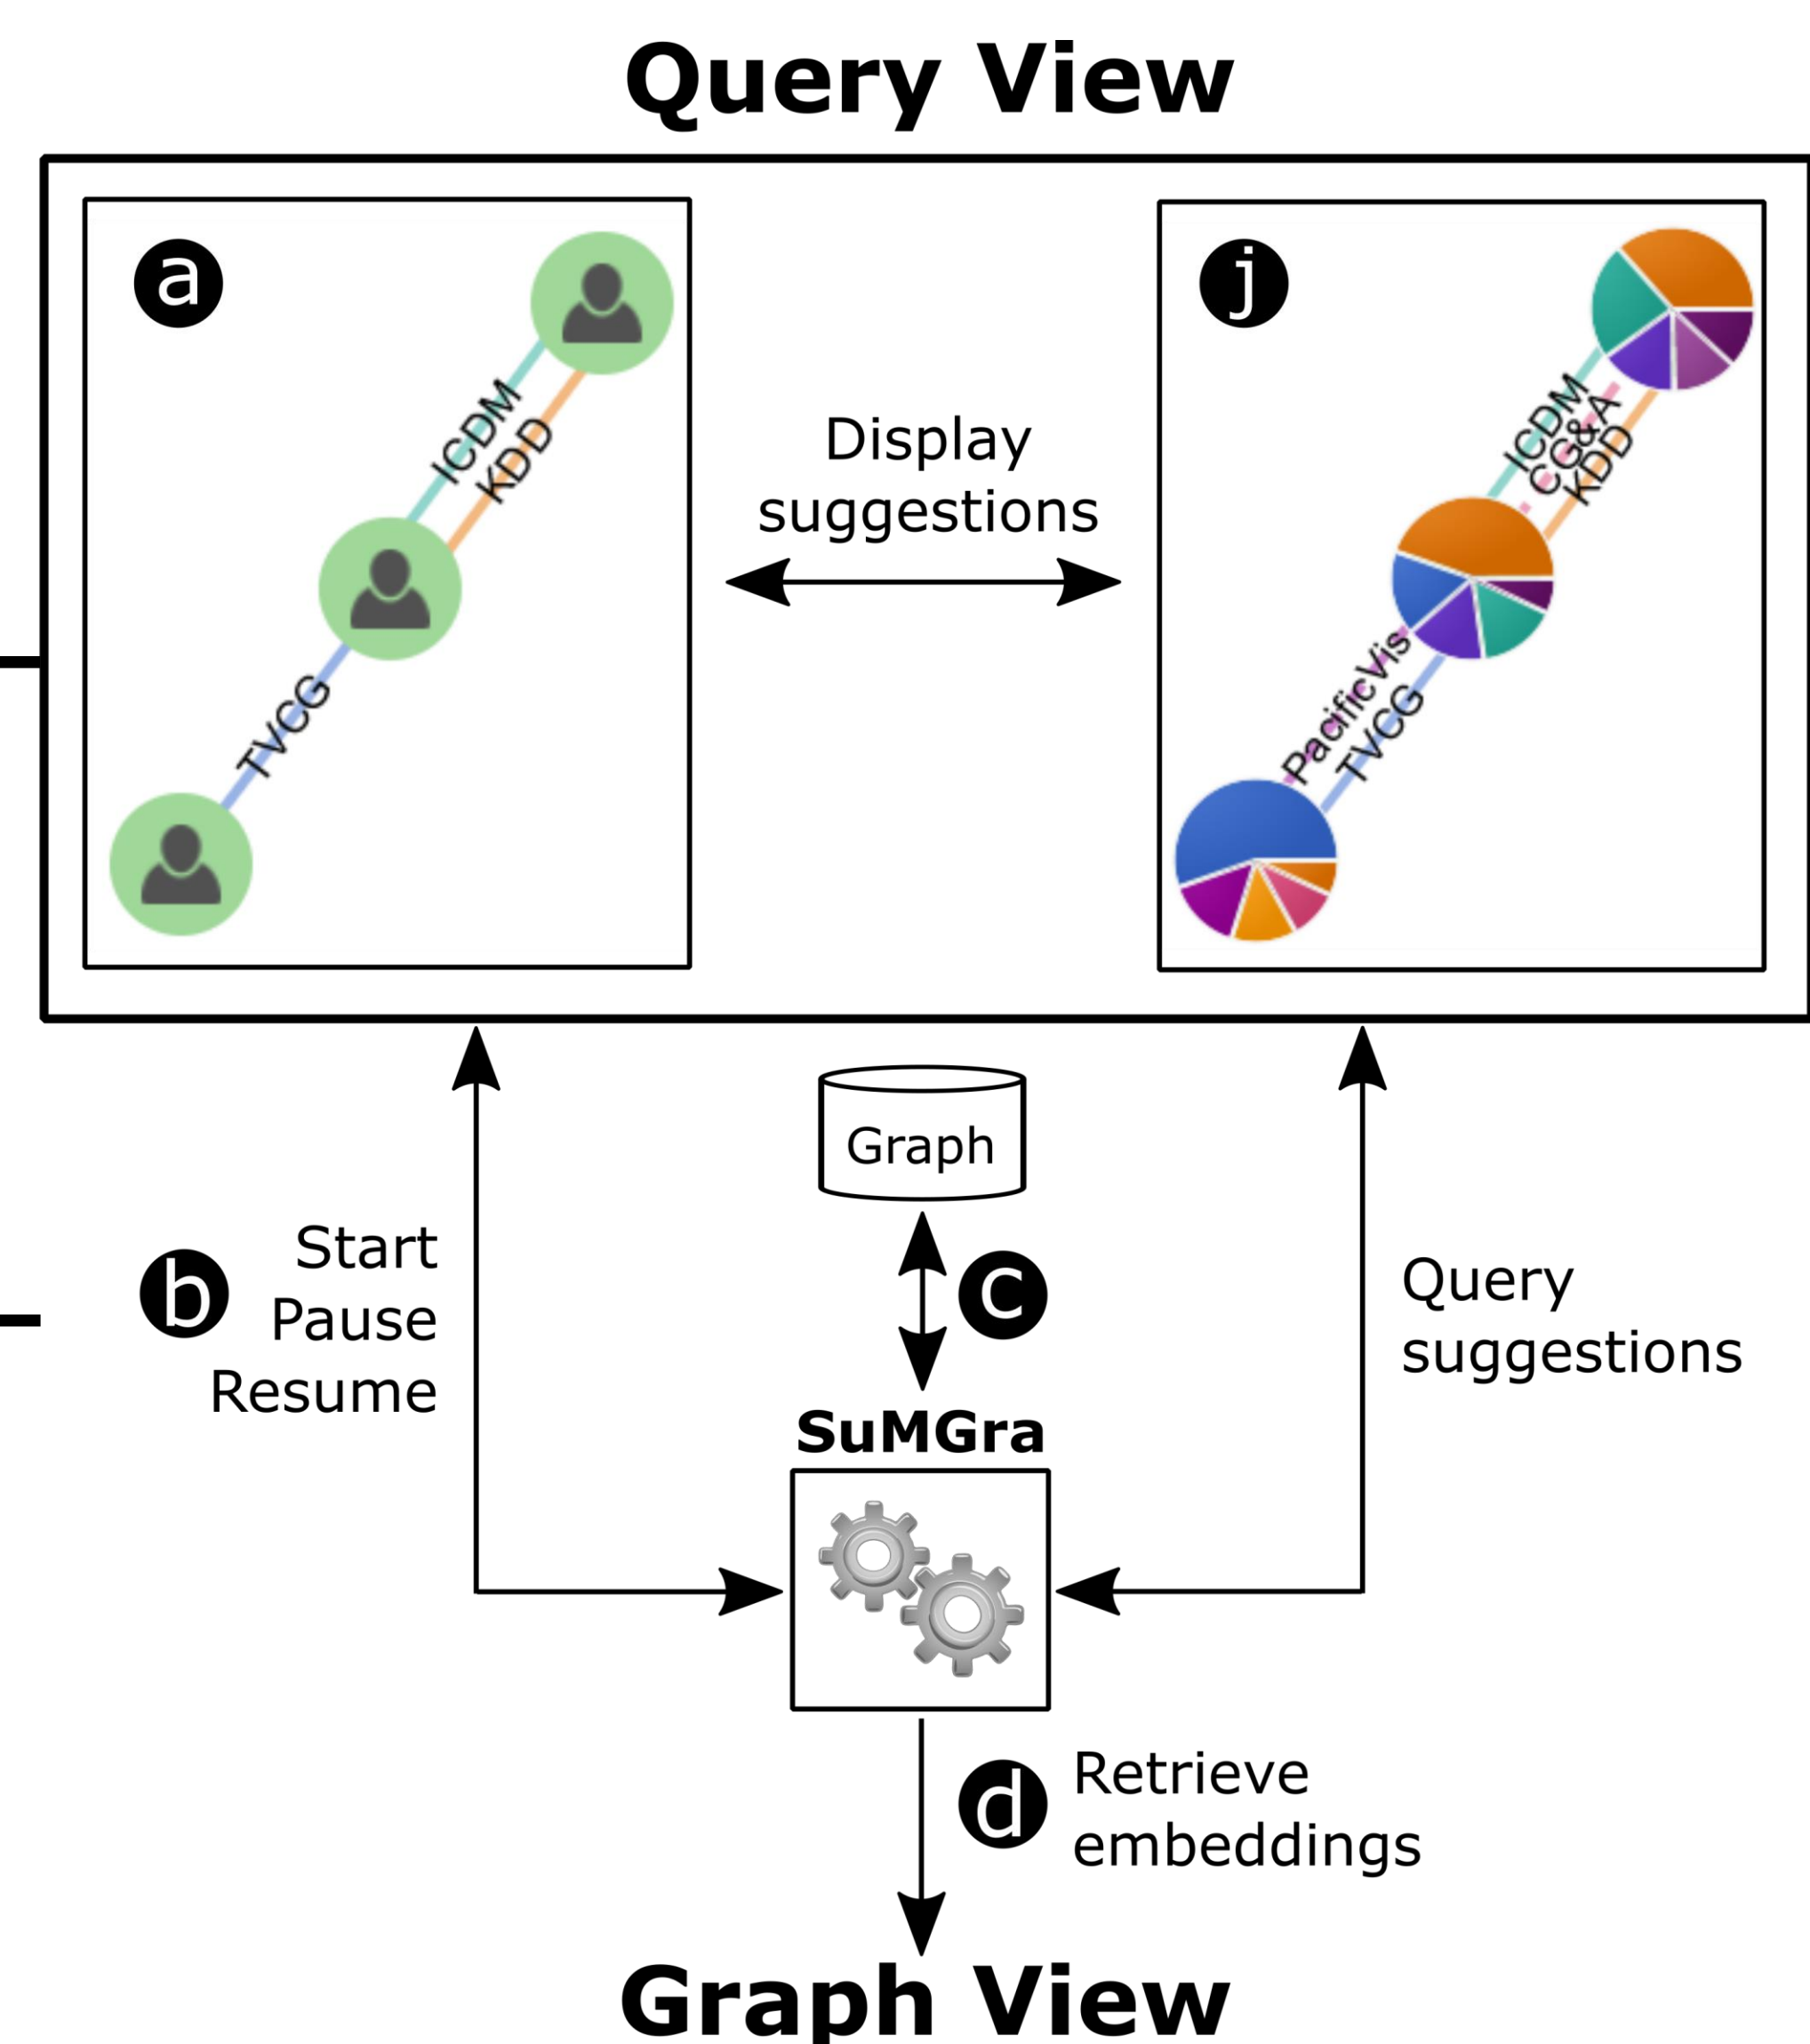 Query View
a
ICDM
KDD
TVCG
Display
suggestions
j
ICDM
CG&A
KDD
PacificVis
TVCG
Graph
b
Start
Pause
Resume
c
Query
suggestions
SuMGra
d
Retrieve
embeddings
Graph View